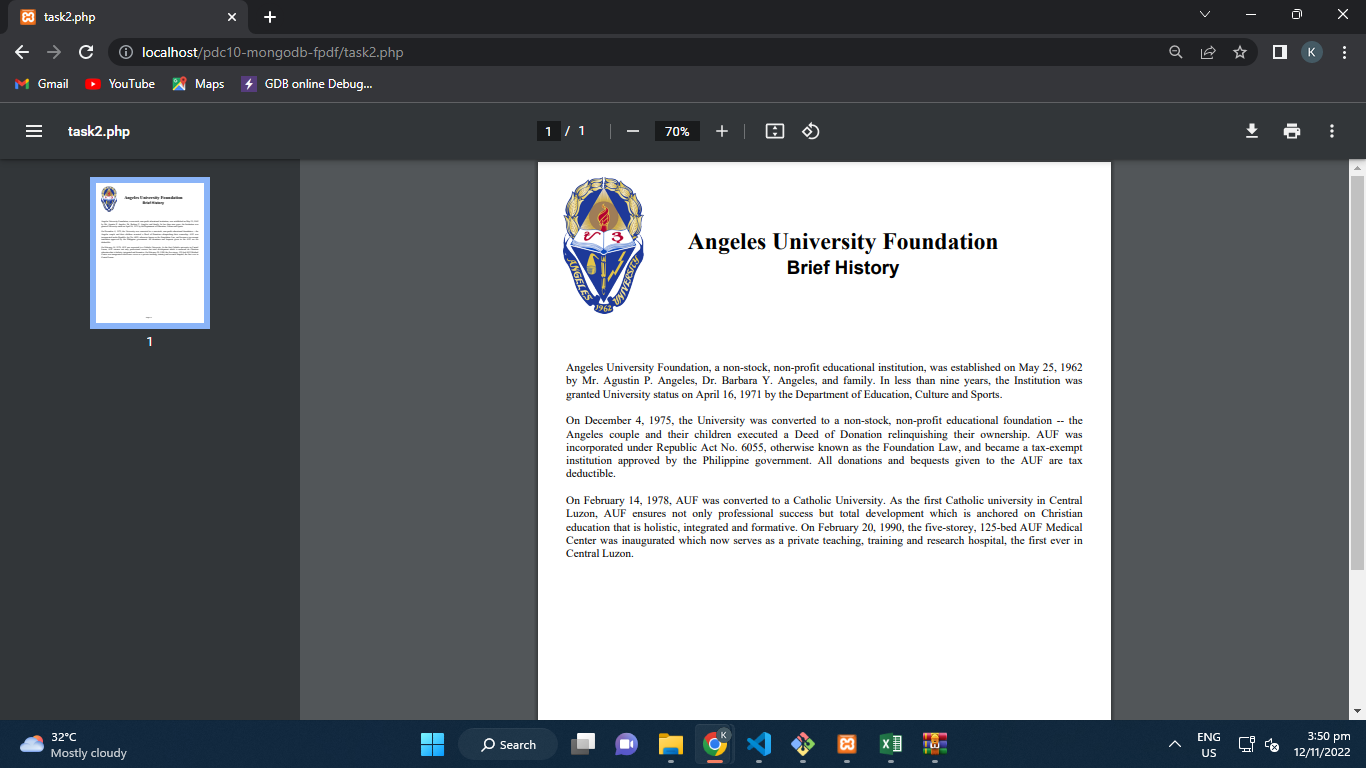 task2.php
localhost/pdc10-mongodb-fpdf/task2.php
K
Gmail
YouTube
Maps
GDB online Debug...
task2.php
1 / 1
70%
Angeles University Foundation
Brief History
1
ANGELES UNIVERSITY
1962
Angeles University Foundation
Brief History
Angeles University Foundation, a non-stock, non-profit educational institution, was established on May 25, 1962
by Mr. Agustin P. Angeles, Dr. Barbara Y. Angeles, and family. In less than nine years, the Institution was
granted University status on April 16, 1971 by the Department of Education, Culture and Sports.
On December 4, 1975, the University was converted to a non-stock, non-profit educational foundation -- the
Angeles couple and their children executed a Deed of Donation relinquishing their ownership. AUF was
incorporated under Republic Act No. 6055, otherwise known as the Foundation Law, and became a tax-exempt
institution approved by the Philippine government. All donations and bequests given to the AUF are tax
deductible.
On February 14, 1978, AUF was converted to a Catholic University. As the first Catholic university in Central
Luzon, AUF ensures not only professional success but total development which is anchored on Christian
education that is holistic, integrated and formative. On February 20, 1990, the five-storey, 125-bed AUF Medical
Center was inaugurated which now serves as a private teaching, training and research hospital, the first ever in
Central Luzon.
32°C
Mostly cloudy
Search
K
ENG
US
3:50 pm
12/11/2022